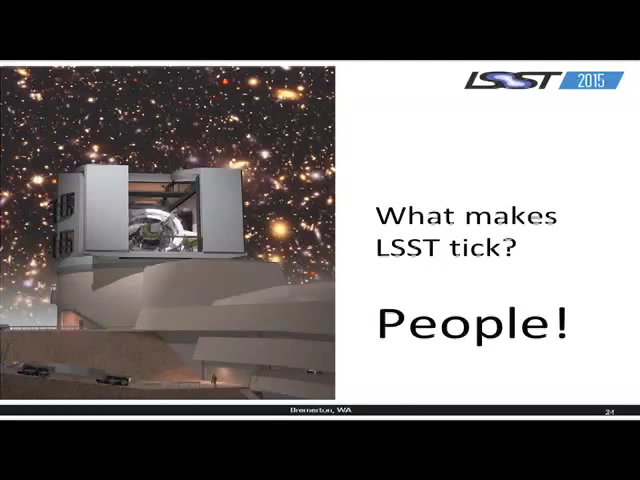 LSST 2015
What makes
LSST tick?
People!
Bremerton, WA
24